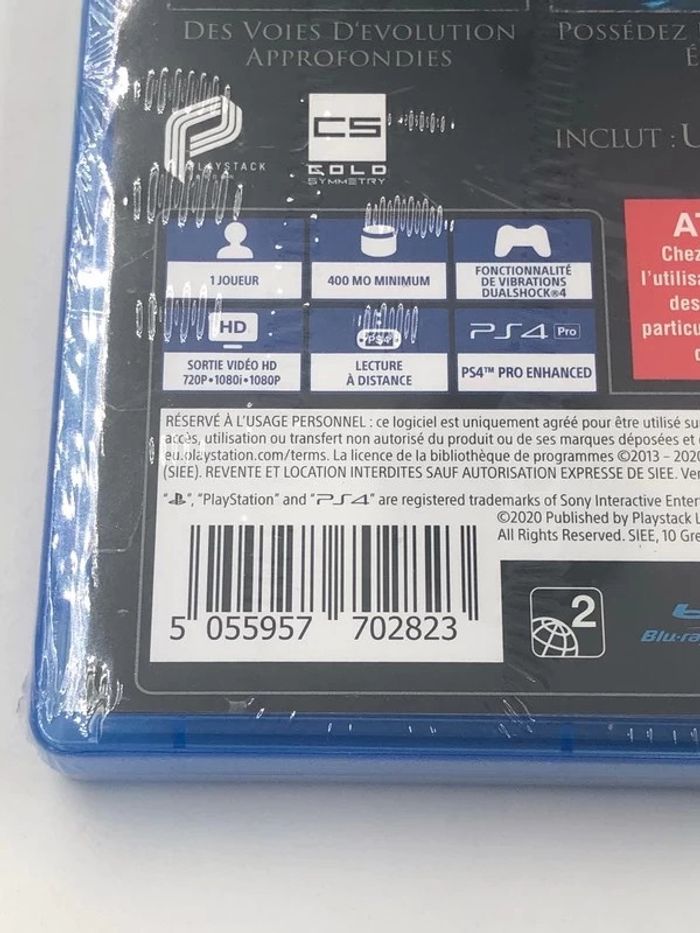 DES VOIES D'EVOLUTION
APPROFONDIES
POSSÉDEZ
PLAYSTACK
CS
COLD
SYMMETRY
INCLUT :
1 JOUEUR
400 MO MINIMUM
FONCTIONNALITÉ
DE VIBRATIONS
DUALSHOCK®4
HD
SORTIE VIDÉO HD
720P•1080i•1080P
PS4
LECTURE
À DISTANCE
PS4 Pro
PS4™ PRO ENHANCED
Chez
des
RÉSERVÉ À L'USAGE PERSONNEL : ce logiciel est uniquement agréé pour être utilisé
accès, utilisation ou transfert non autorisé du produit ou de ses marques déposées et
eu.playstation.com/terms. La licence de la bibliothèque de programmes ©2013 – 2020
(SIEE). REVENTE ET LOCATION INTERDITES SAUF AUTORISATION EXPRESSE DE SIEE.
" ", "PlayStation" and "PS4" are registered trademarks of Sony Interactive
©2020 Published by Playstack
All Rights Reserved. SIEE, 10
5 055957 702823
2